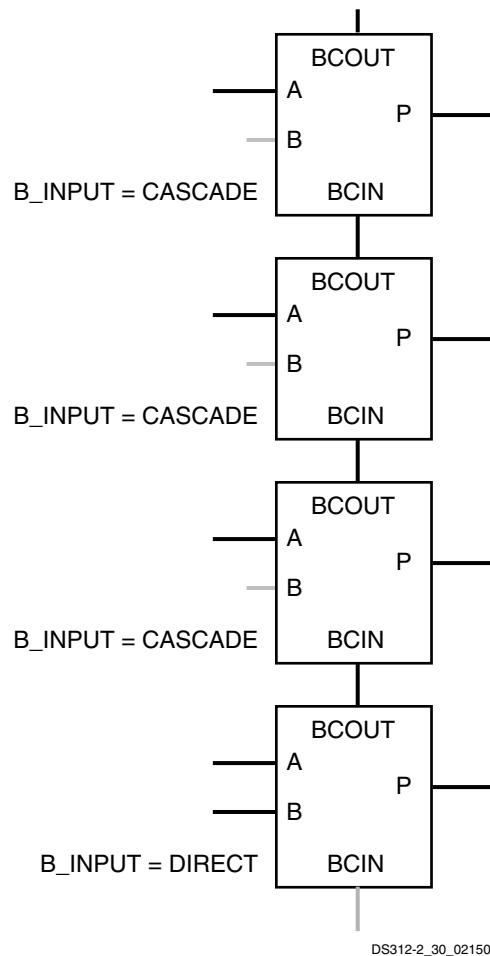 BCOUT
A
P
B
B_INPUT = CASCADE
BCIN
BCOUT
A
P
B
B_INPUT = CASCADE
BCIN
BCOUT
A
P
B
B_INPUT = CASCADE
BCIN
BCOUT
A
P
B
B_INPUT = DIRECT
BCIN
DS312-2_30_02150